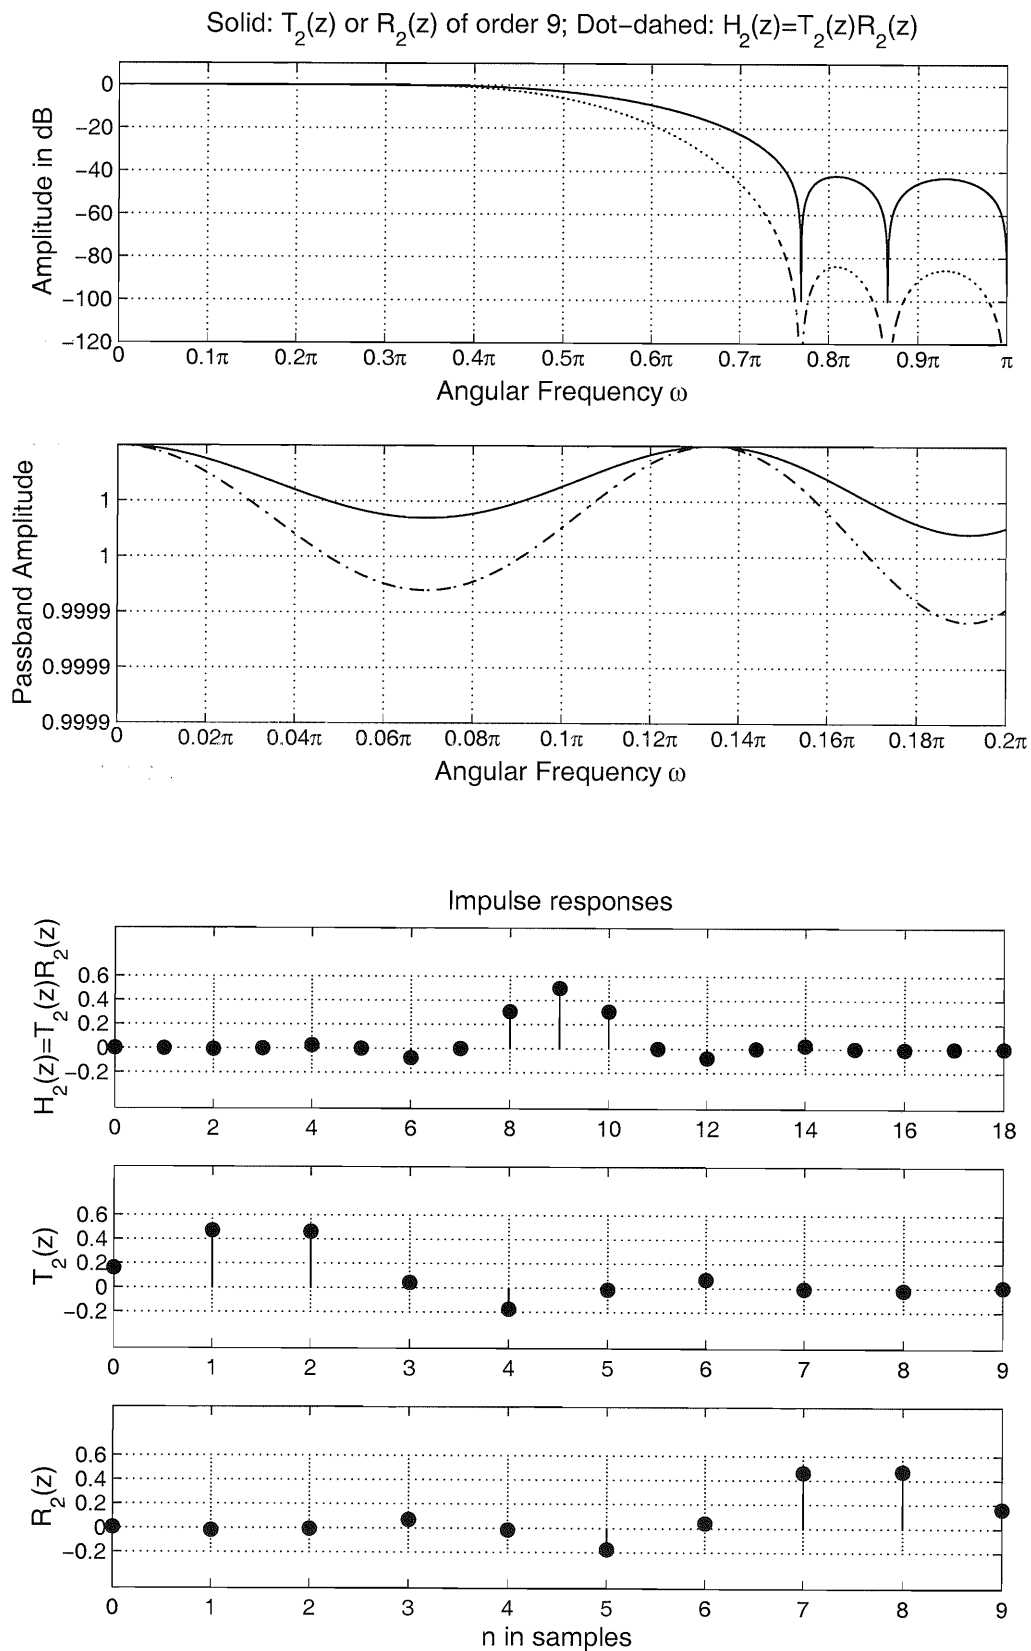 Solid: T2(z) or R2(z) of order 9; Dot-dahed: H2(z)=T2(z)R2(z)
Amplitude in dB
0
-20
-40
-60
-80
-100
-120
0 0.1π 0.2π 0.3π 0.4π 0.5π 0.6π 0.7π 0.8π 0.9π π
Angular Frequency ω
Passband Amplitude
1
1
0.9999
0.9999
0.9999
0 0.02π 0.04π 0.06π 0.08π 0.1π 0.12π 0.14π 0.16π 0.18π 0.2π
Angular Frequency ω
Impulse responses
H2(z)=T2(z)R2(z)
0.6
0.4
0.2
0
-0.2
0 2 4 6 8 10 12 14 16 18
T2(z)
0.6
0.4
0.2
0
-0.2
0 1 2 3 4 5 6 7 8 9
R2(z)
0.6
0.4
0.2
0
-0.2
0 1 2 3 4 5 6 7 8 9
n in samples